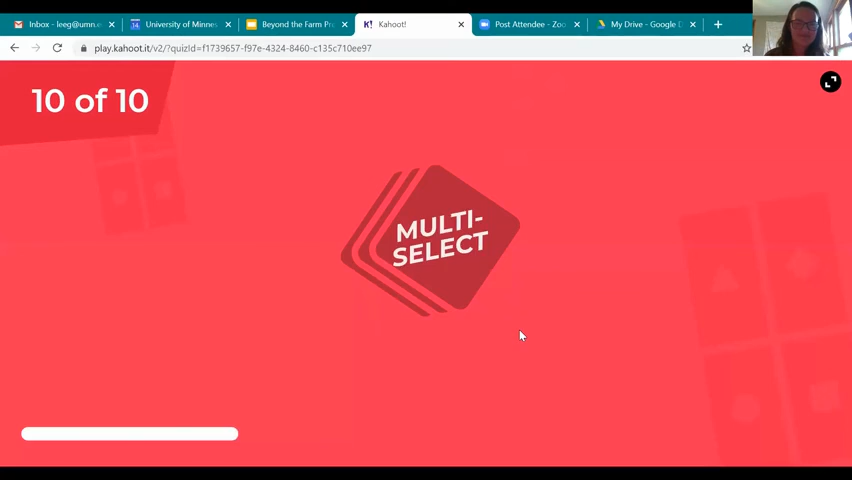 Inbox - leeg@umn.e
University of Minnes
Beyond the Farm Pre
K! Kahoot!
Post Attendee - Zoo
My Drive - Google D
play.kahoot.it/v2/?quizId=f1739657-f97e-4324-8460-c135c710ee97
10 of 10
MULTI-
SELECT